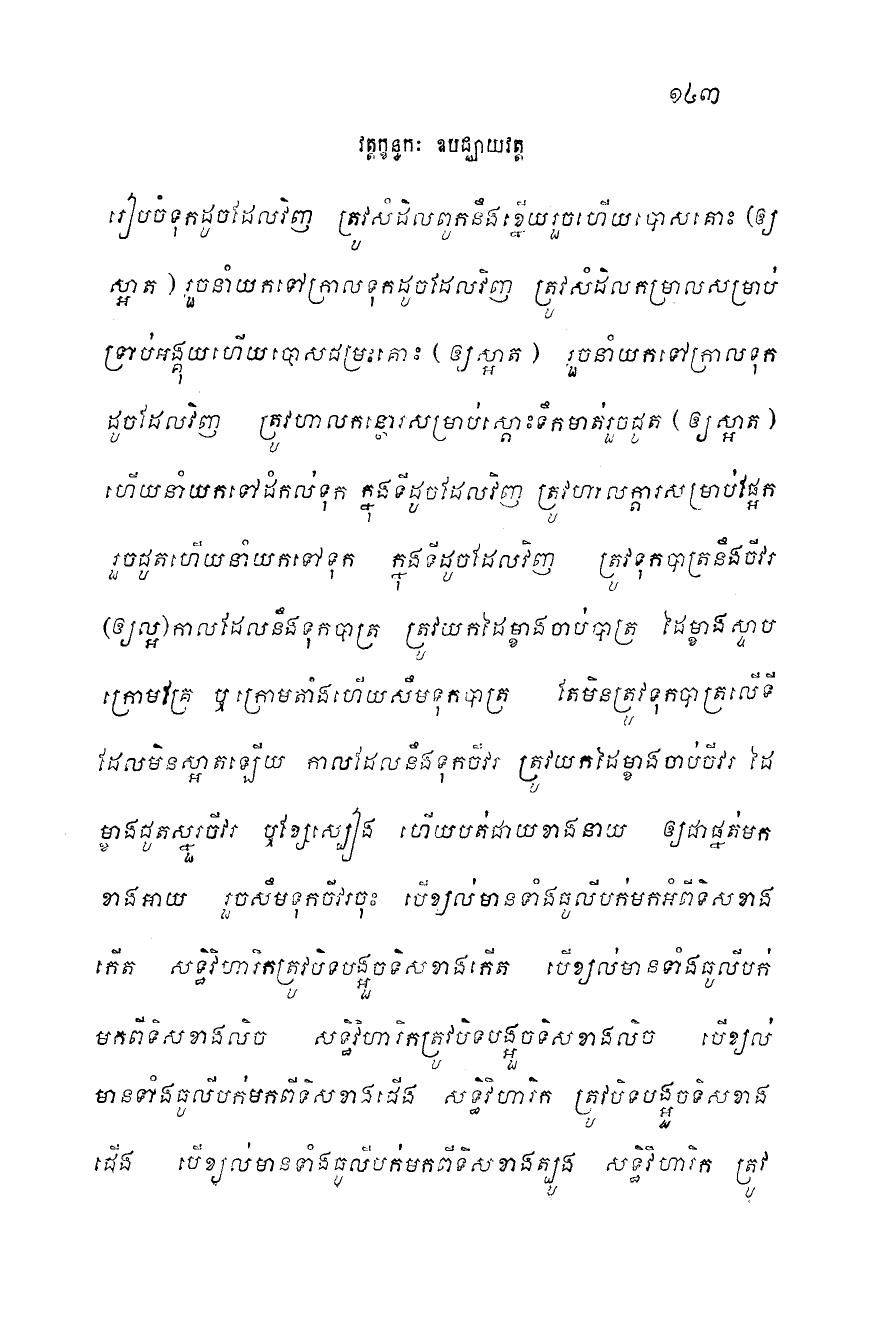 ១៤៣
វត្តក្ខន្ធកៈ ឧបជ្ឈាយវត្ត
រៀបចំទុកដូចដែលវិញ ត្រូវសំដិលពូកនឹងខ្នើយរួចហើយបោសគោះ (ឲ្យ
ស្អាត ) រួចនាំយកទៅក្រាលទុកដូចដែលវិញ ត្រូវសំដិលកម្រាលសម្រាប់
ទ្រាប់អង្គុយហើយបោសជម្រះគោះ ( ឲ្យស្អាត ) រួចនាំយកទៅក្រាលទុក
ដូចដែលវិញ ត្រូវហាលកន្ថោរសម្រាប់ស្តោះទឹកមាត់រួចដូត ( ឲ្យស្អាត )
ហើយនាំយកទៅដំកល់ទុក ក្នុងទីដូចដែលវិញ ត្រូវហាលក្តារសម្រាប់ផ្អែក
រួចដូតហើយនាំយកទៅទុក ក្នុងទីដូចដែលវិញ ត្រូវទុកបាត្រនឹងចីវរ
(ឲ្យល្អ) កាលដែលនឹងទុកបាត្រ ត្រូវយកដៃម្ខាងចាប់បាត្រ ដៃម្ខាងស្ទាប
ក្រោមគ្រែ ឬ ក្រោមតាំងហើយសឹមទុកបាត្រ តែមិនត្រូវទុកបាត្រលើទី
ដែលមិនស្អាតឡើយ កាលដែលនឹងទុកចីវរ ត្រូវយកដៃម្ខាងចាប់ចីវរ ដៃ
ម្ខាងដូតស្នួរចីវរ ឬខ្សែស្បៀង ហើយបត់ជាយខាងនាយ ឲ្យជាផ្នត់មក
ខាងអាយ រួចសឹមទុកចីវរចុះ បើខ្យល់មានទាំងធូលីបក់មកអំពីទិសខាង
កើត សទ្ធិវិហារិកត្រូវបិទបង្អួចទិសខាងកើត បើខ្យល់មានទាំងធូលីបក់
មកពីទិសខាងលិច សទ្ធិវិហារិកត្រូវបិទបង្អួចទិសខាងលិច បើខ្យល់
មានទាំងធូលីបក់មកពីទិសខាងជើង សទ្ធិវិហារិក ត្រូវបិទបង្អួចទិសខាង
ជើង បើខ្យល់មានទាំងធូលីបក់មកពីទិសខាងត្បូង សទ្ធិវិហារិក ត្រូវ